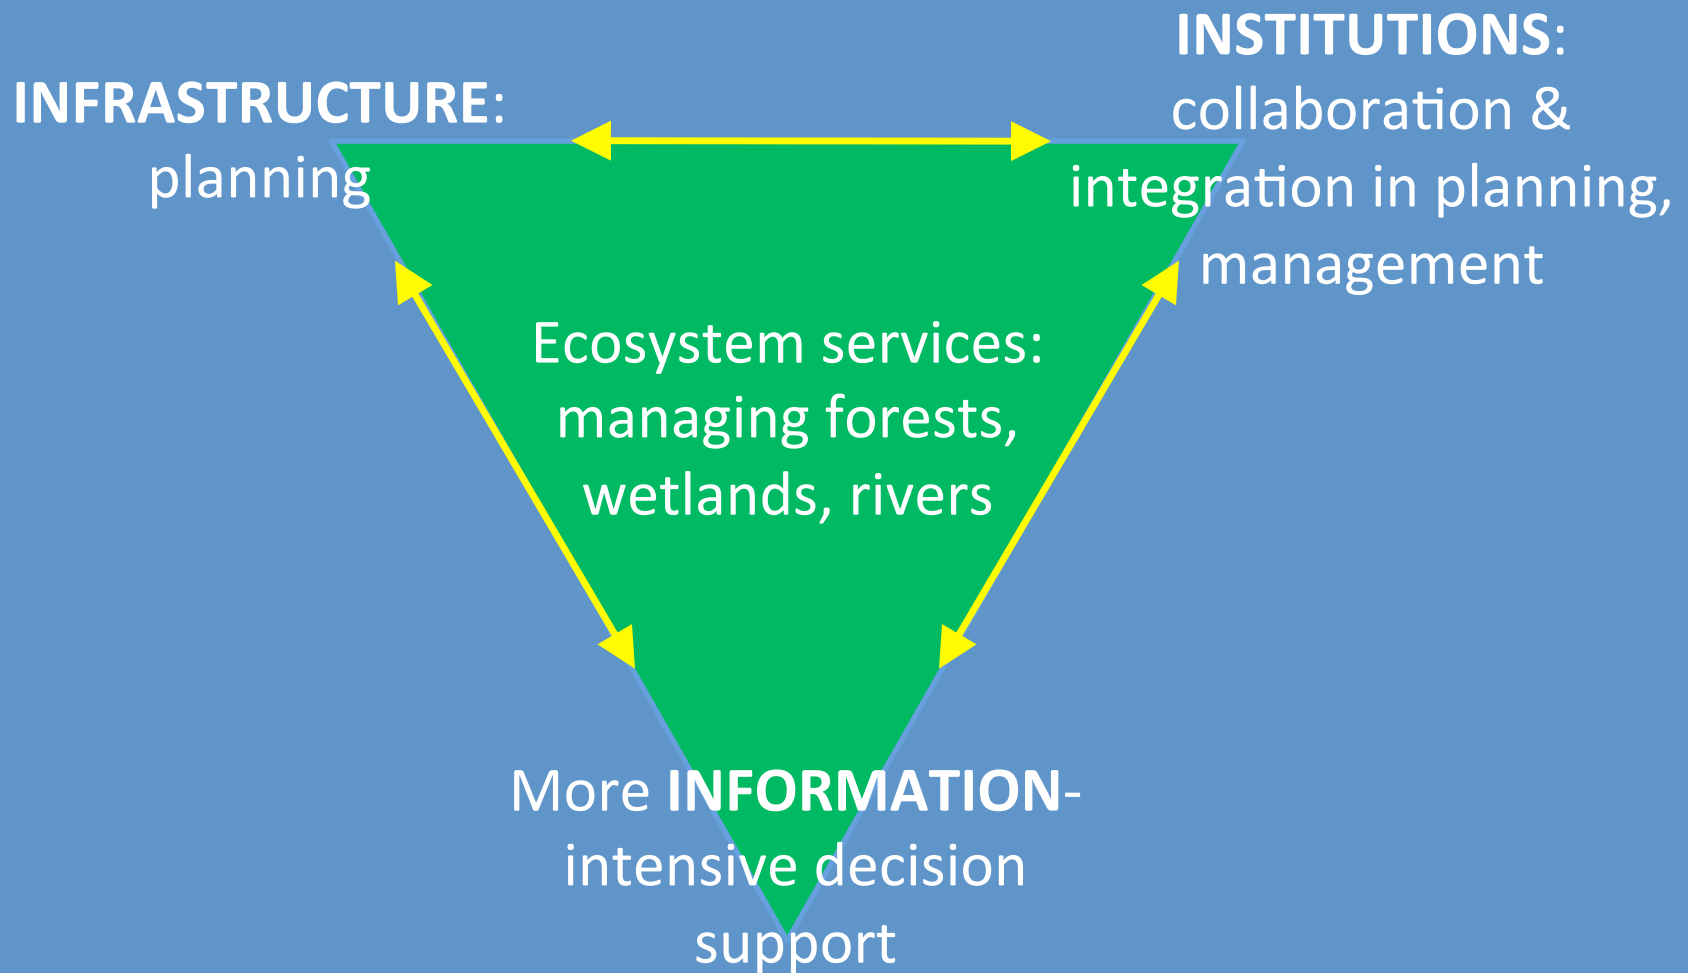 INFRASTRUCTURE:
planning
INSTITUTIONS:
collaboration &
integration in planning,
management
Ecosystem services:
managing forests,
wetlands, rivers
More INFORMATION-
intensive decision
support